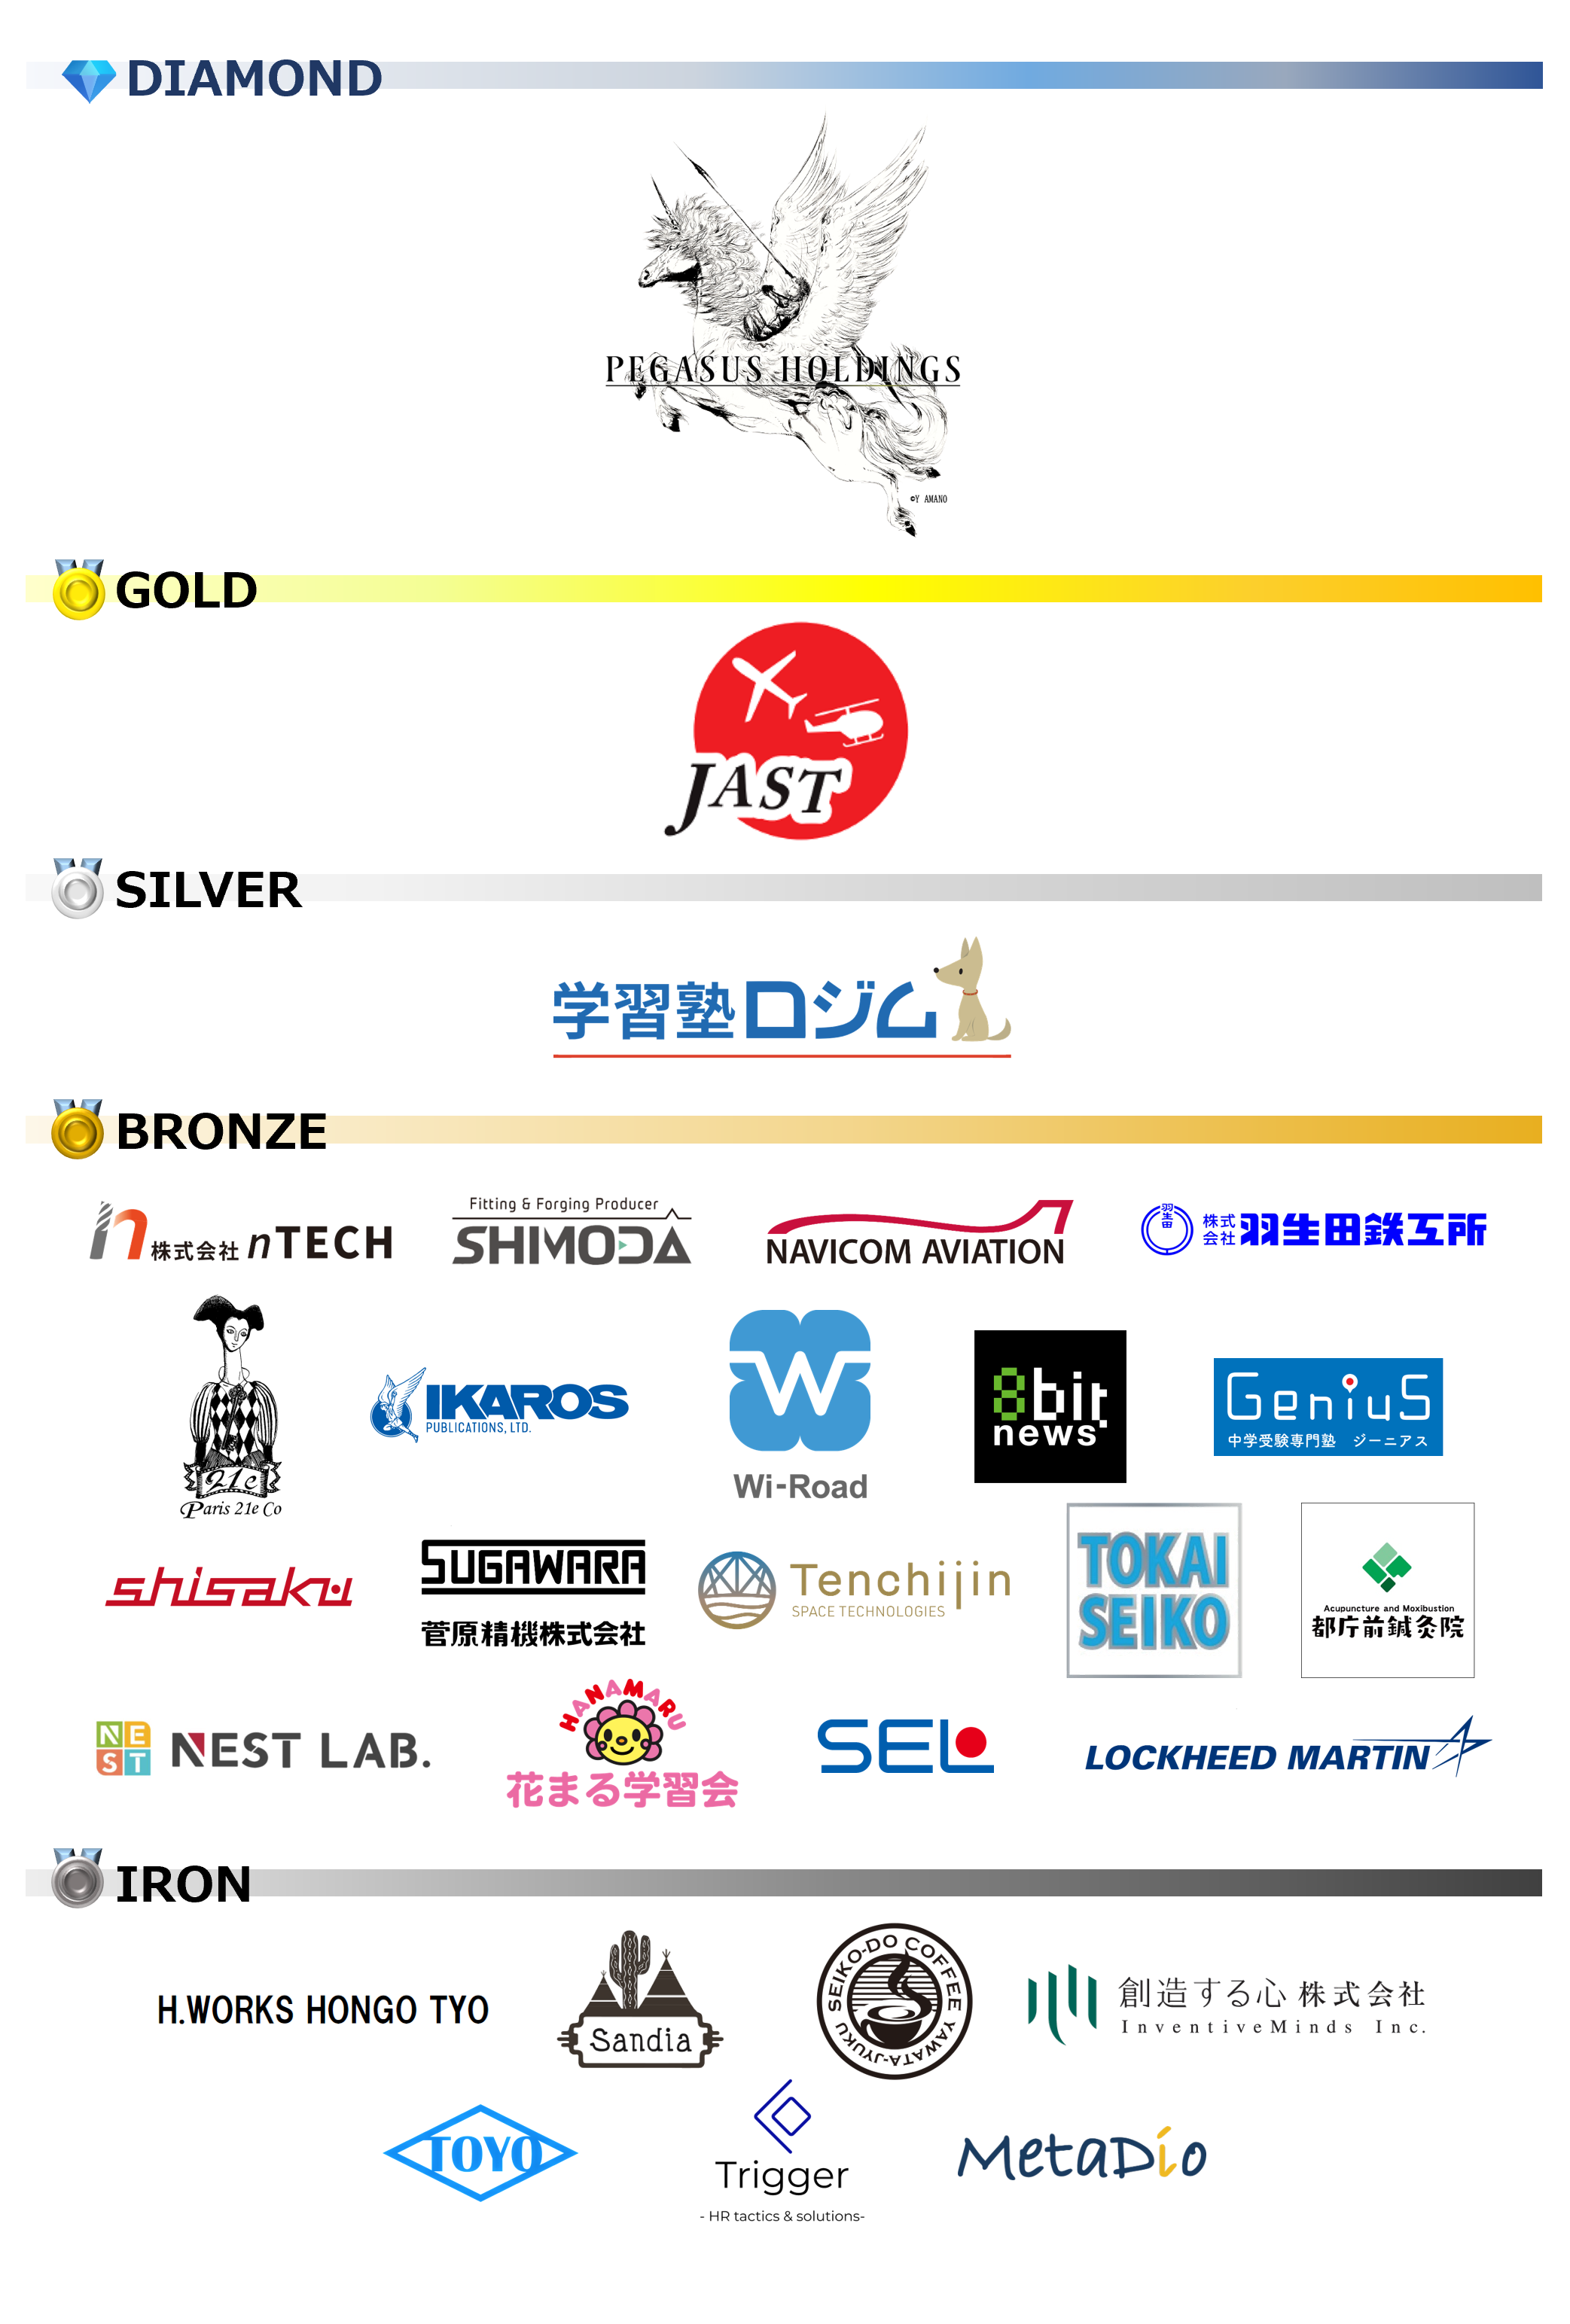 DIAMOND
PEGASUS HOLDINGS
©Y AMANO
GOLD
JAST
SILVER
学習塾ロジム
BRONZE
株式会社 nTECH
Fitting & Forging Producer
SHIMODA
NAVICOM AVIATION
羽生田
株式会社 羽生田鉄工所
21e
Paris 21e Co
IKAROS
PUBLICATIONS, LTD.
W
Wi-Road
8bit
news
GeniuS
中学受験専門塾 ジーニアス
shisaku
SUGAWARA
菅原精機株式会社
Tenchijin
SPACE TECHNOLOGIES
TOKAI
SEIKO
Acupuncture and Moxibustion
都庁前鍼灸院
NEST
NEST LAB.
HANAMARU
花まる学習会
SEL
LOCKHEED MARTIN
IRON
H.WORKS HONGO TYO
Sandia
SEIKO-DO COFFEE YAWATA-JYUKU
創造する心 株式会社
InventiveMinds Inc.
TOYO
Trigger
- HR tactics & solutions-
MetaDio